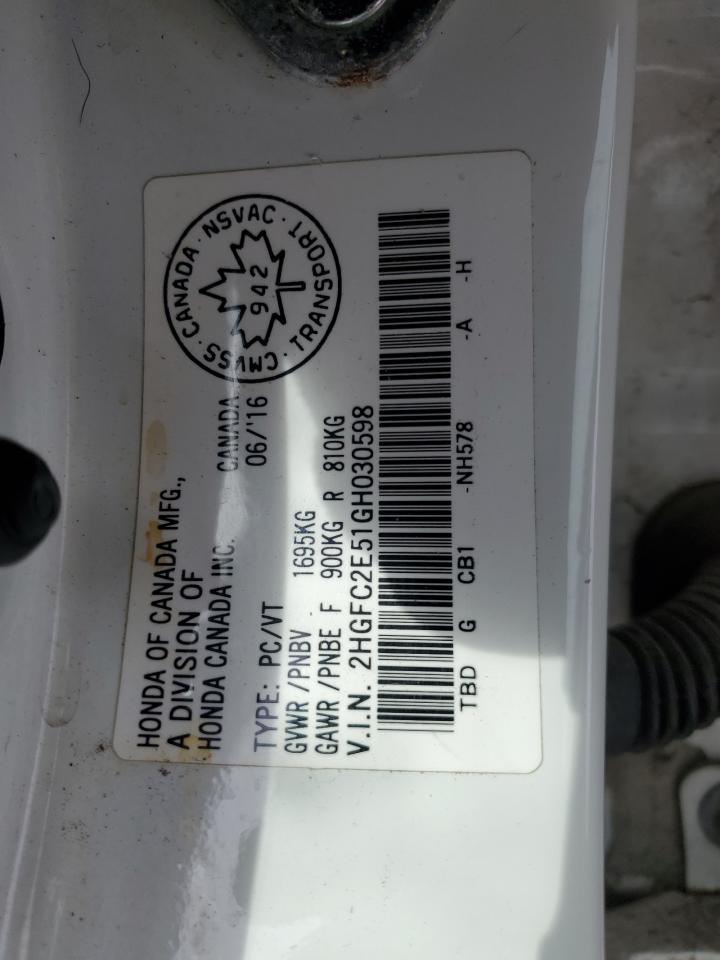 HONDA OF CANADA MFG.,
A DIVISION OF
HONDA CANADA INC.
CANADA
06/'16
CMVSS · CANADA · NSVAC · TRANSPORT ·
942
TYPE: PC/VT
GVWR /PNBV 1695KG
GAWR /PNBE F 900KG R 810KG
V.I.N. 2HGFC2E51GH030598
TBD G CB1 -NH578 -A -H